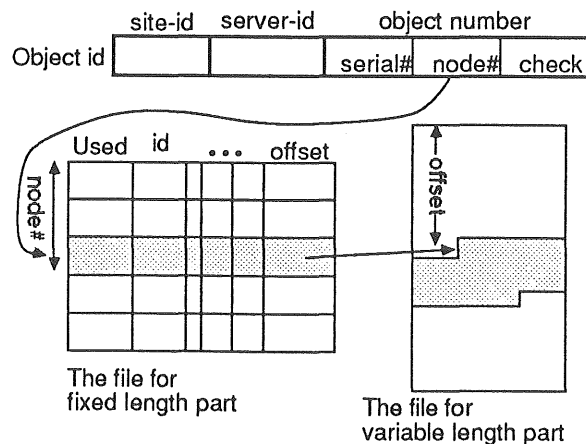 site-id server-id object number
Object id serial# node# check
Used id ••• offset
node#
offset
The file for
fixed length part
The file for
variable length part